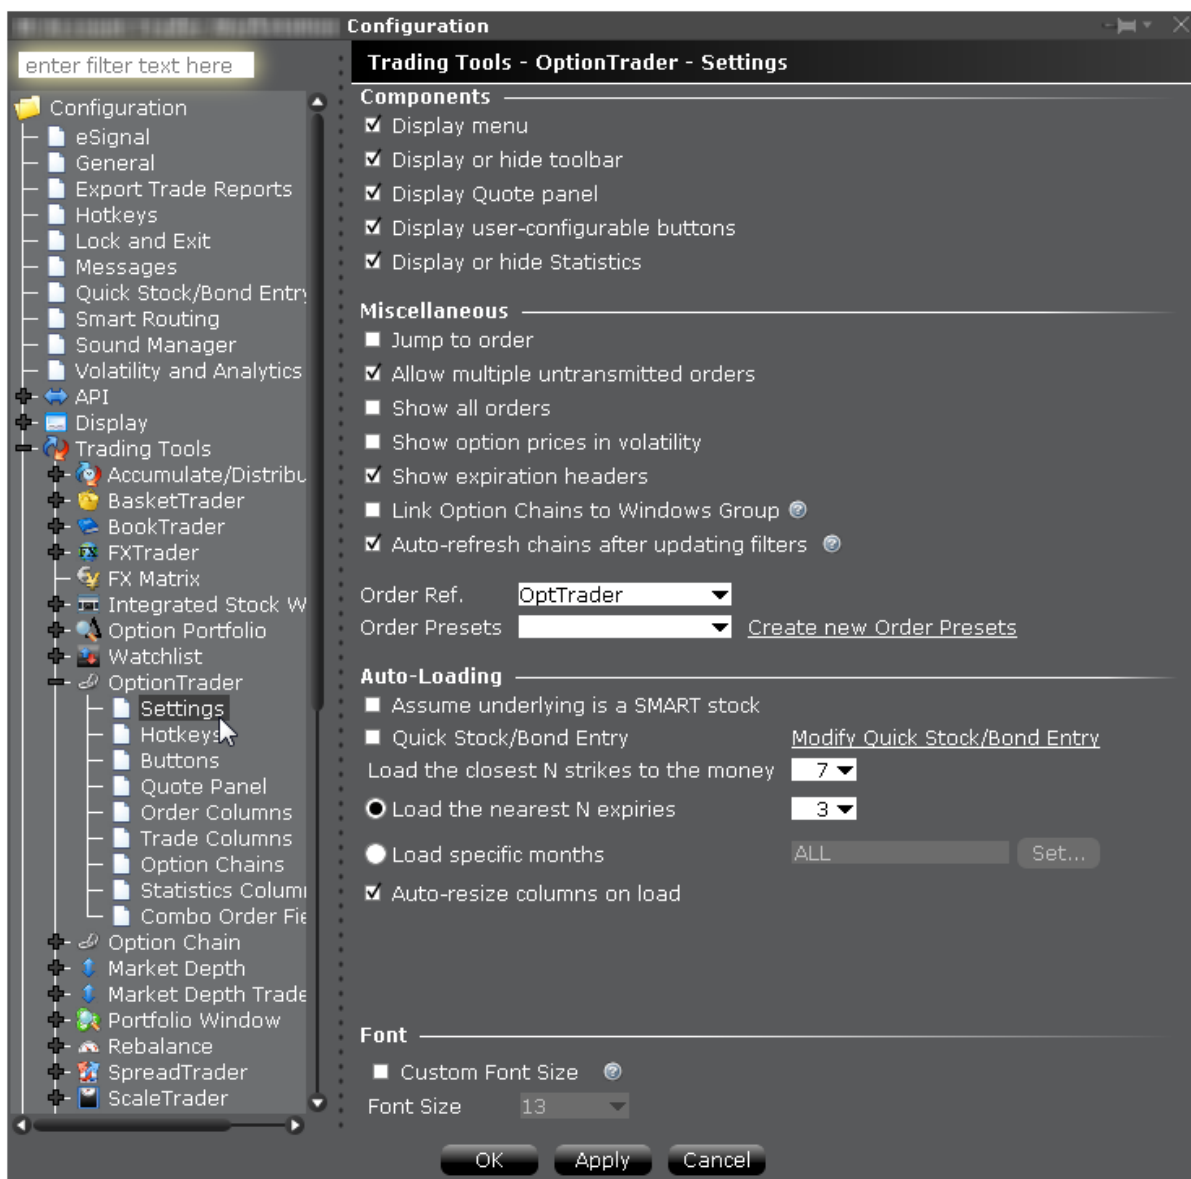 Configuration
enter filter text here
Trading Tools - OptionTrader - Settings
Configuration
eSignal
General
Export Trade Reports
Hotkeys
Lock and Exit
Messages
Quick Stock/Bond Entry
Smart Routing
Sound Manager
Volatility and Analytics
API
Display
Trading Tools
Accumulate/Distribu
BasketTrader
BookTrader
FXTrader
FX Matrix
Integrated Stock W
Option Portfolio
Watchlist
OptionTrader
Settings
Hotkeys
Buttons
Quote Panel
Order Columns
Trade Columns
Option Chains
Statistics Colum
Combo Order Fie
Option Chain
Market Depth
Market Depth Trade
Portfolio Window
Rebalance
SpreadTrader
ScaleTrader
Components
Display menu
Display or hide toolbar
Display Quote panel
Display user-configurable buttons
Display or hide Statistics
Miscellaneous
Jump to order
Allow multiple untransmitted orders
Show all orders
Show option prices in volatility
Show expiration headers
Link Option Chains to Windows Group ?
Auto-refresh chains after updating filters ?
Order Ref. OptTrader
Order Presets Create new Order Presets
Auto-Loading
Assume underlying is a SMART stock
Quick Stock/Bond Entry Modify Quick Stock/Bond Entry
Load the closest N strikes to the money 7
Load the nearest N expiries 3
Load specific months ALL Set...
Auto-resize columns on load
Font
Custom Font Size ?
Font Size 13
OK Apply Cancel